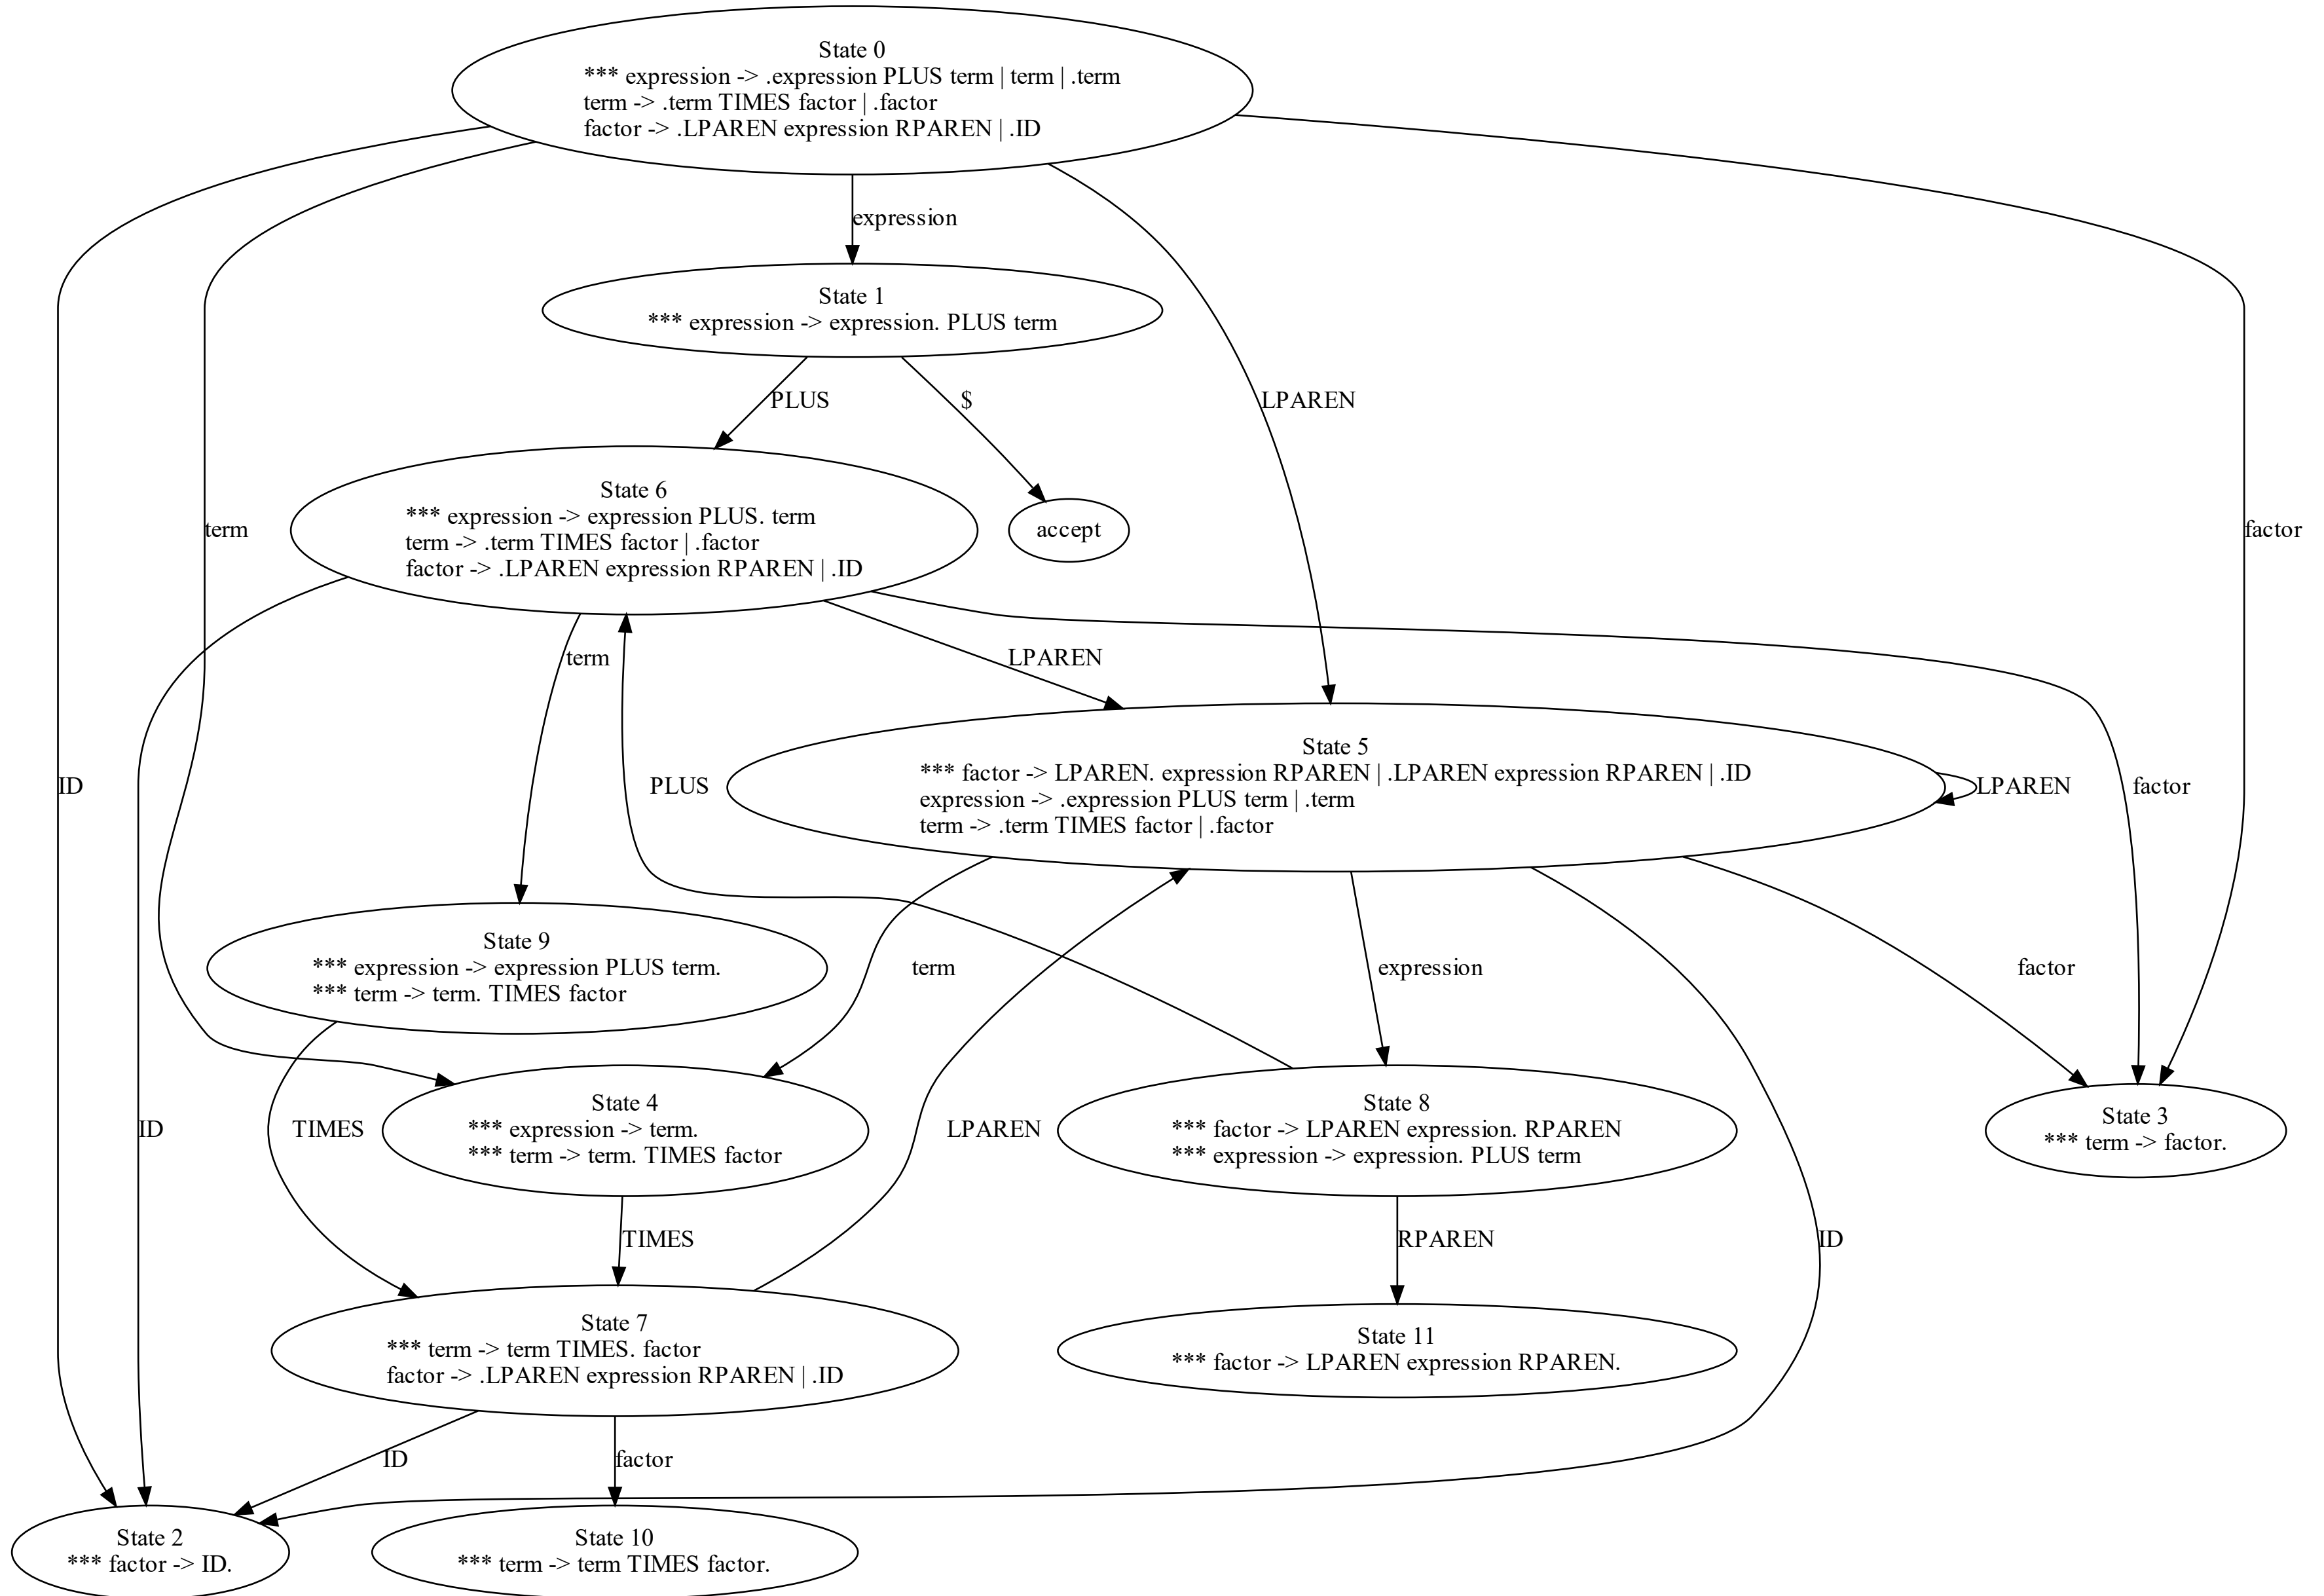 State 0
*** expression -> .expression PLUS term | term | .term
term -> .term TIMES factor | .factor
factor -> .LPAREN expression RPAREN | .ID
expression
State 1
*** expression -> expression. PLUS term
PLUS
$
LPAREN
State 6
*** expression -> expression PLUS. term
term -> .term TIMES factor | .factor
factor -> .LPAREN expression RPAREN | .ID
accept
term
factor
term
LPAREN
State 5
*** factor -> LPAREN. expression RPAREN | .LPAREN expression RPAREN | .ID
expression -> .expression PLUS term | .term
term -> .term TIMES factor | .factor
ID
PLUS
LPAREN
factor
State 9
*** expression -> expression PLUS term.
*** term -> term. TIMES factor
term
expression
factor
ID
TIMES
State 4
*** expression -> term.
*** term -> term. TIMES factor
LPAREN
State 8
*** factor -> LPAREN expression. RPAREN
*** expression -> expression. PLUS term
State 3
*** term -> factor.
TIMES
RPAREN
ID
State 7
*** term -> term TIMES. factor
factor -> .LPAREN expression RPAREN | .ID
State 11
*** factor -> LPAREN expression RPAREN.
ID
factor
State 2
*** factor -> ID.
State 10
*** term -> term TIMES factor.